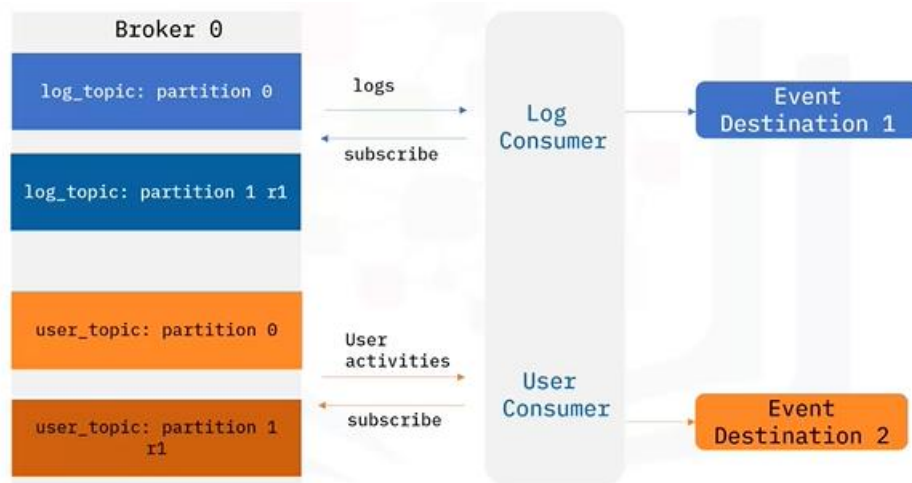 Broker 0
log_topic: partition 0
log_topic: partition 1 r1
user_topic: partition 0
user_topic: partition 1
r1
logs
subscribe
User
activities
subscribe
Log
Consumer
User
Consumer
Event
Destination 1
Event
Destination 2